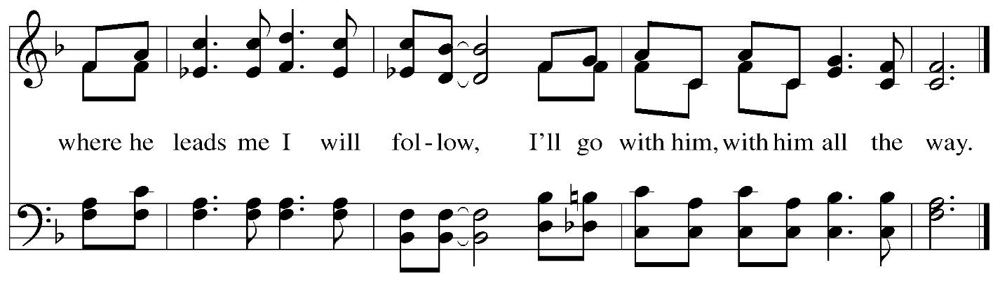 where he leads me I will fol-low, I’ll go with him, with him all the way.